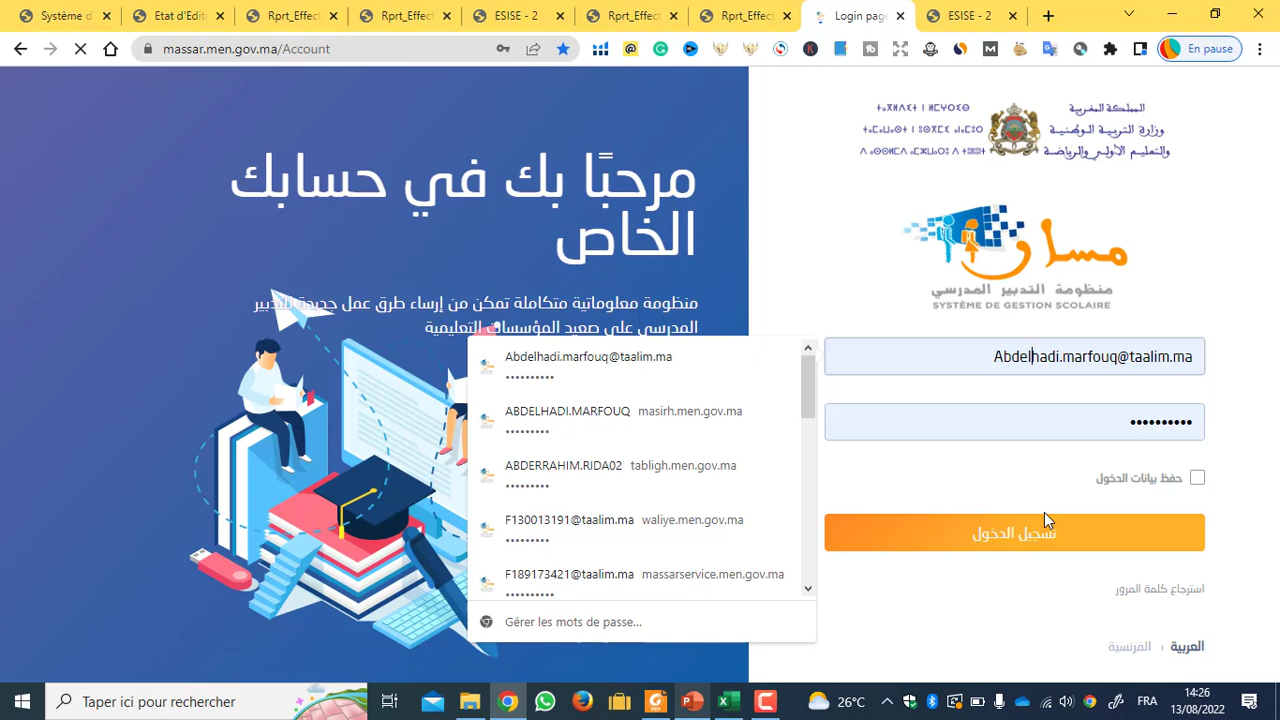 Système d
Etat d'Edit
Rprt_Effect
Rprt_Effect
ESISE - 2
Rprt_Effect
Rprt_Effect
Login page
ESISE - 2
massar.men.gov.ma/Account
En pause
مرحبًا بك في حسابك
الخاص
منظومة معلوماتية متكاملة تمكن من إرساء طرق عمل جديدة للتدبير
المدرسي على صعيد المؤسسات التعليمية
المملكة المغربية
وزارة التربية الوطنية
والتعليم الأولي والرياضة
مسار
منظومة التدبير المدرسي
SYSTÈME DE GESTION SCOLAIRE
Abdelhadi.marfouq@taalim.ma
••••••••••
حفظ بيانات الدخول
تسجيل الدخول
استرجاع كلمة المرور
العربية | الفرنسية
Abdelhadi.marfouq@taalim.ma
••••••••••
ABDELHADI.MARFOUQ masirh.men.gov.ma
•••••••••
ABDERRAHIM.RIDA02 tabligh.men.gov.ma
•••••••••
F130013191@taalim.ma waliye.men.gov.ma
•••••••••
F189173421@taalim.ma massarservice.men.gov.ma
••••••••••
Gérer les mots de passe...
Taper ici pour rechercher
26°C
FRA
14:26
13/08/2022